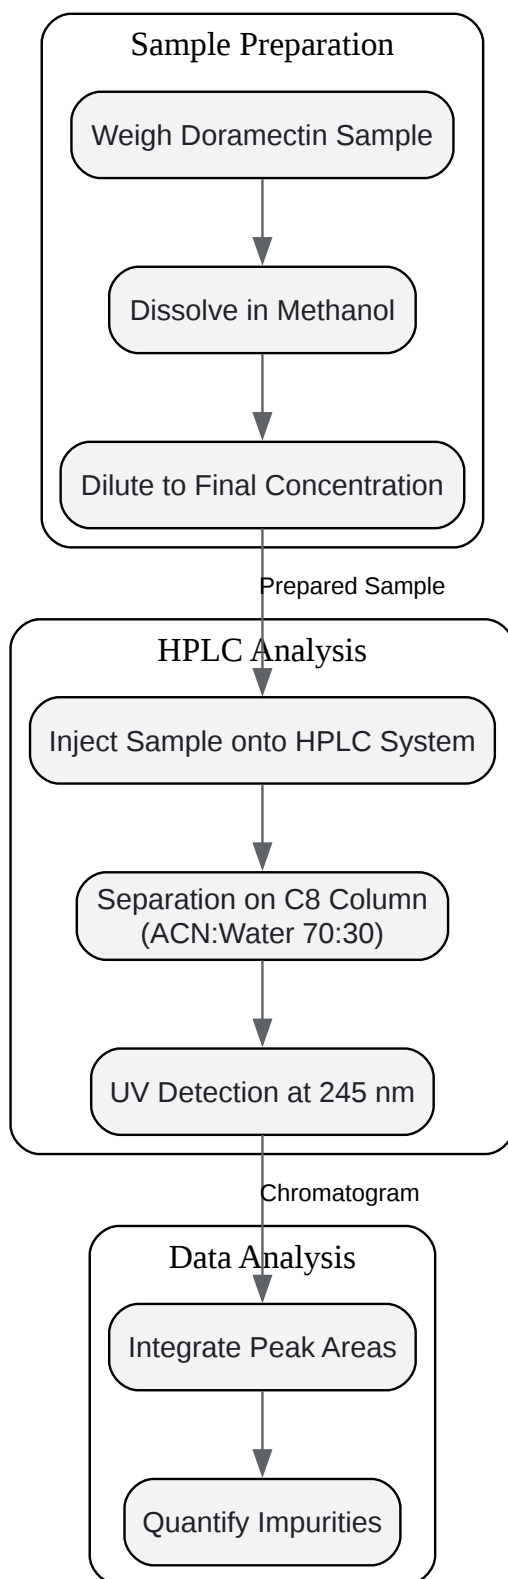 Sample Preparation
Weigh Doramectin Sample
Dissolve in Methanol
Dilute to Final Concentration
Prepared Sample
HPLC Analysis
Inject Sample onto HPLC System
Separation on C8 Column
(ACN:Water 70:30)
UV Detection at 245 nm
Chromatogram
Data Analysis
Integrate Peak Areas
Quantify Impurities